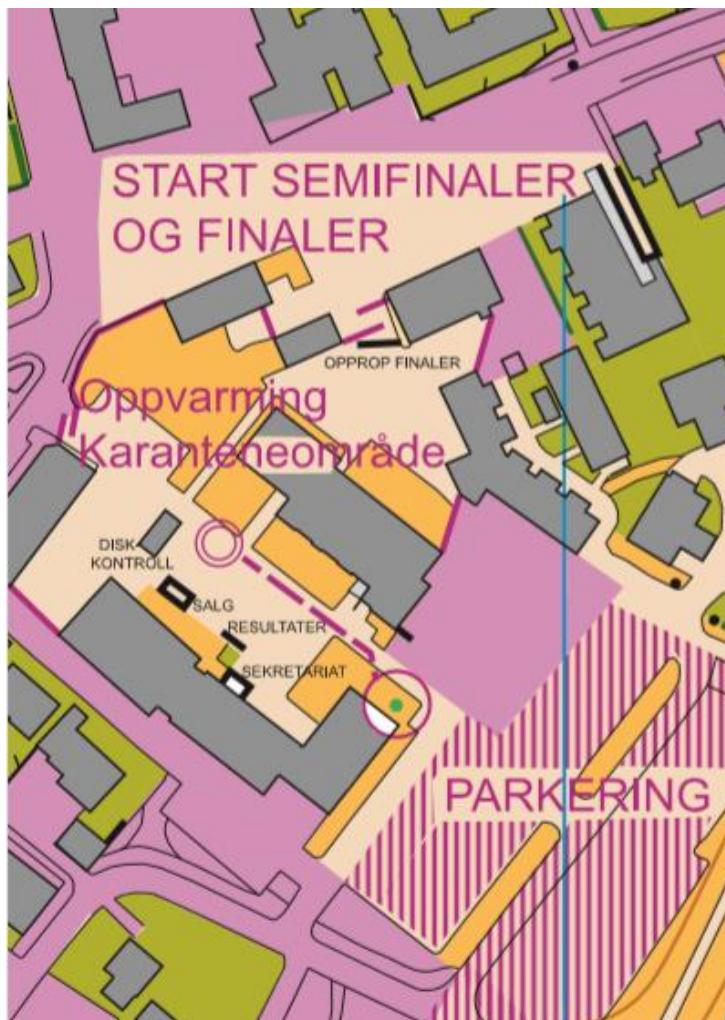 START SEMIFINALER
OG FINALER
OPPROP FINALER
Oppvarming
Karanteneområde
DISK-
KONTROLL
SALG
RESULTATER
SEKRETARIAT
PARKERING